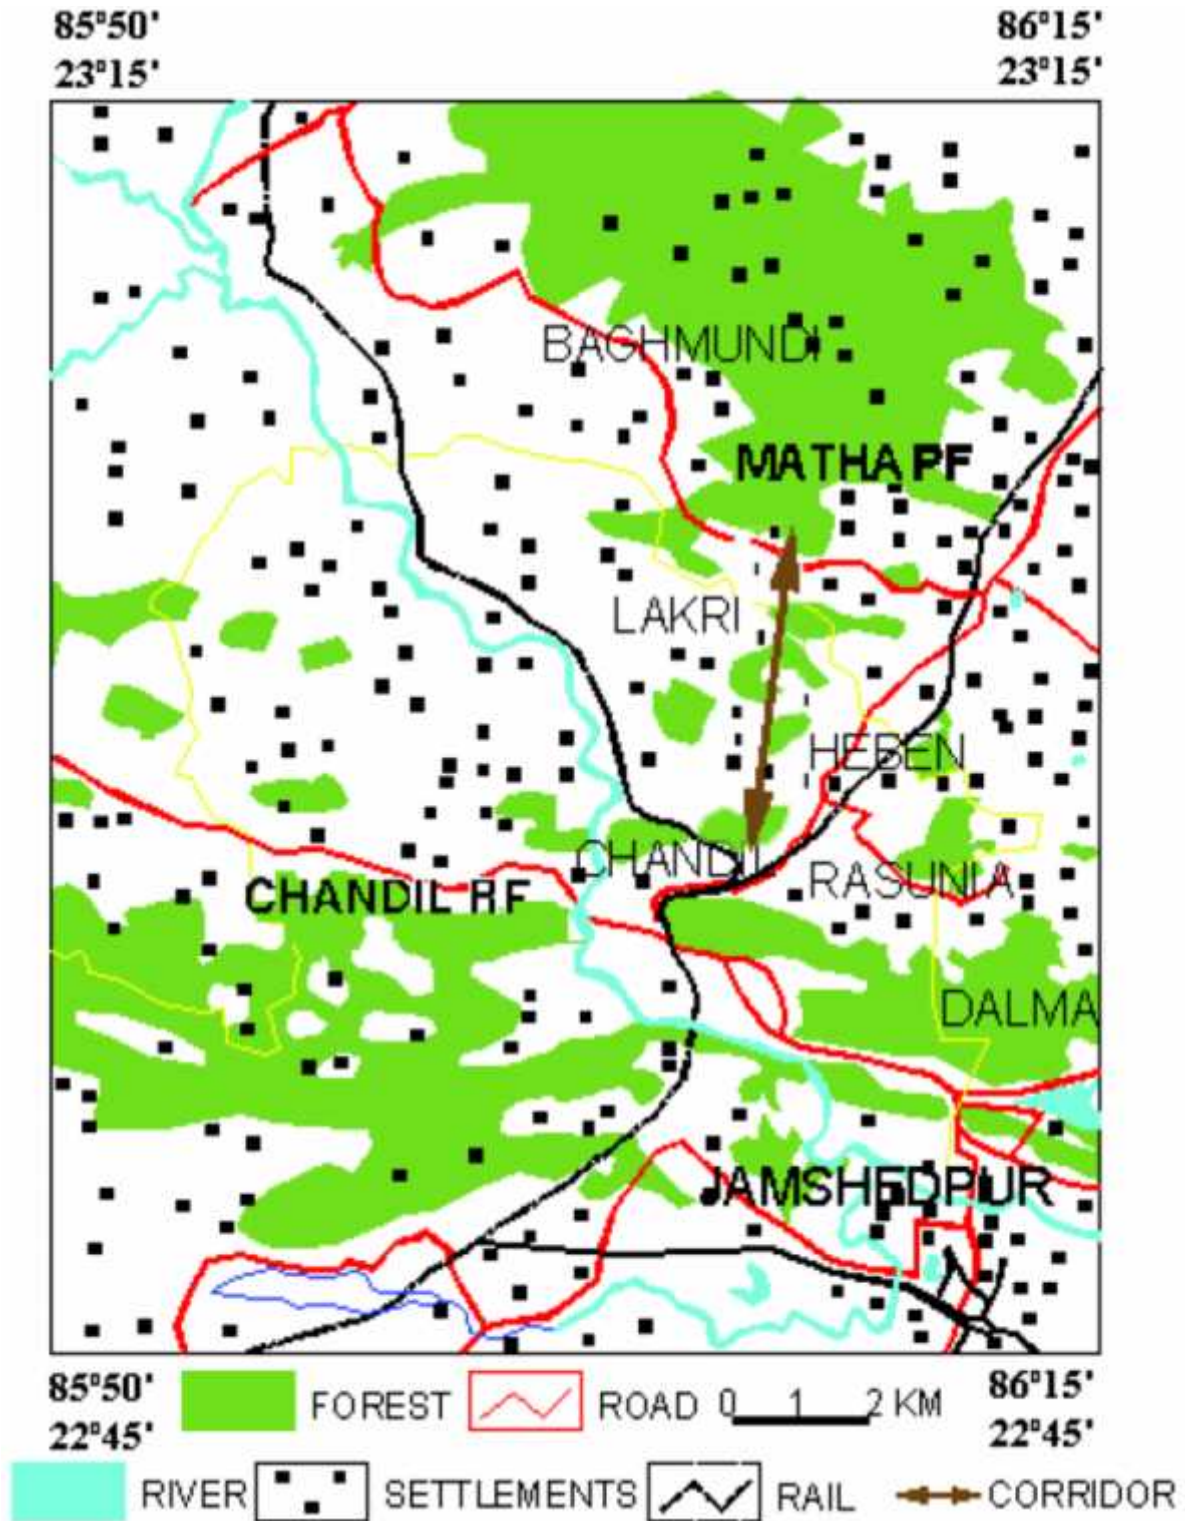 85°50' 86°15'
23°15' 23°15'
BAGHMUNDI
MATHA PF
LAKRI
HEBEN
CHANDIL
RASUNIA
CHANDIL RF
DALMA
JAMSHEDPUR
85°50' 86°15'
22°45' 22°45'
FOREST ROAD 0 1 2 KM
RIVER SETTLEMENTS RAIL CORRIDOR